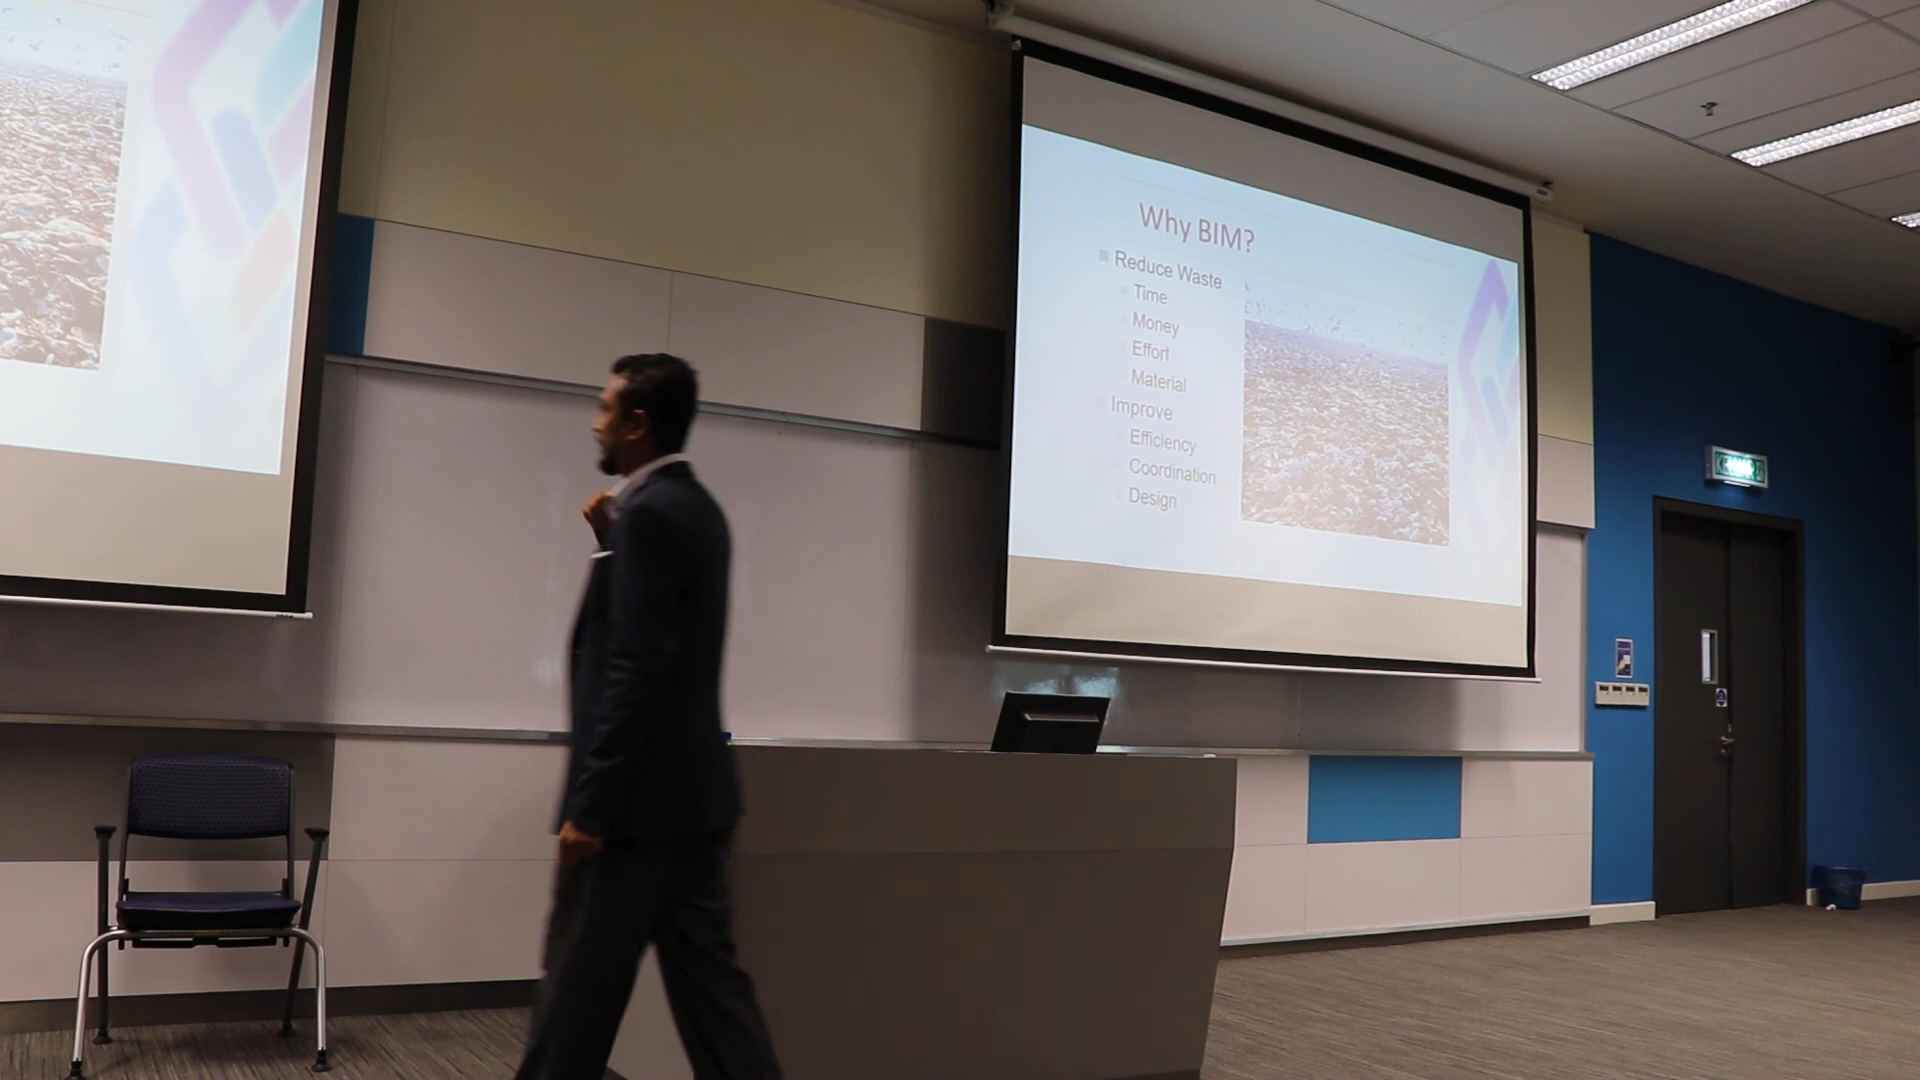 Why BIM?
Reduce Waste
Time
Money
Effort
Material
Improve
Efficiency
Coordination
Design